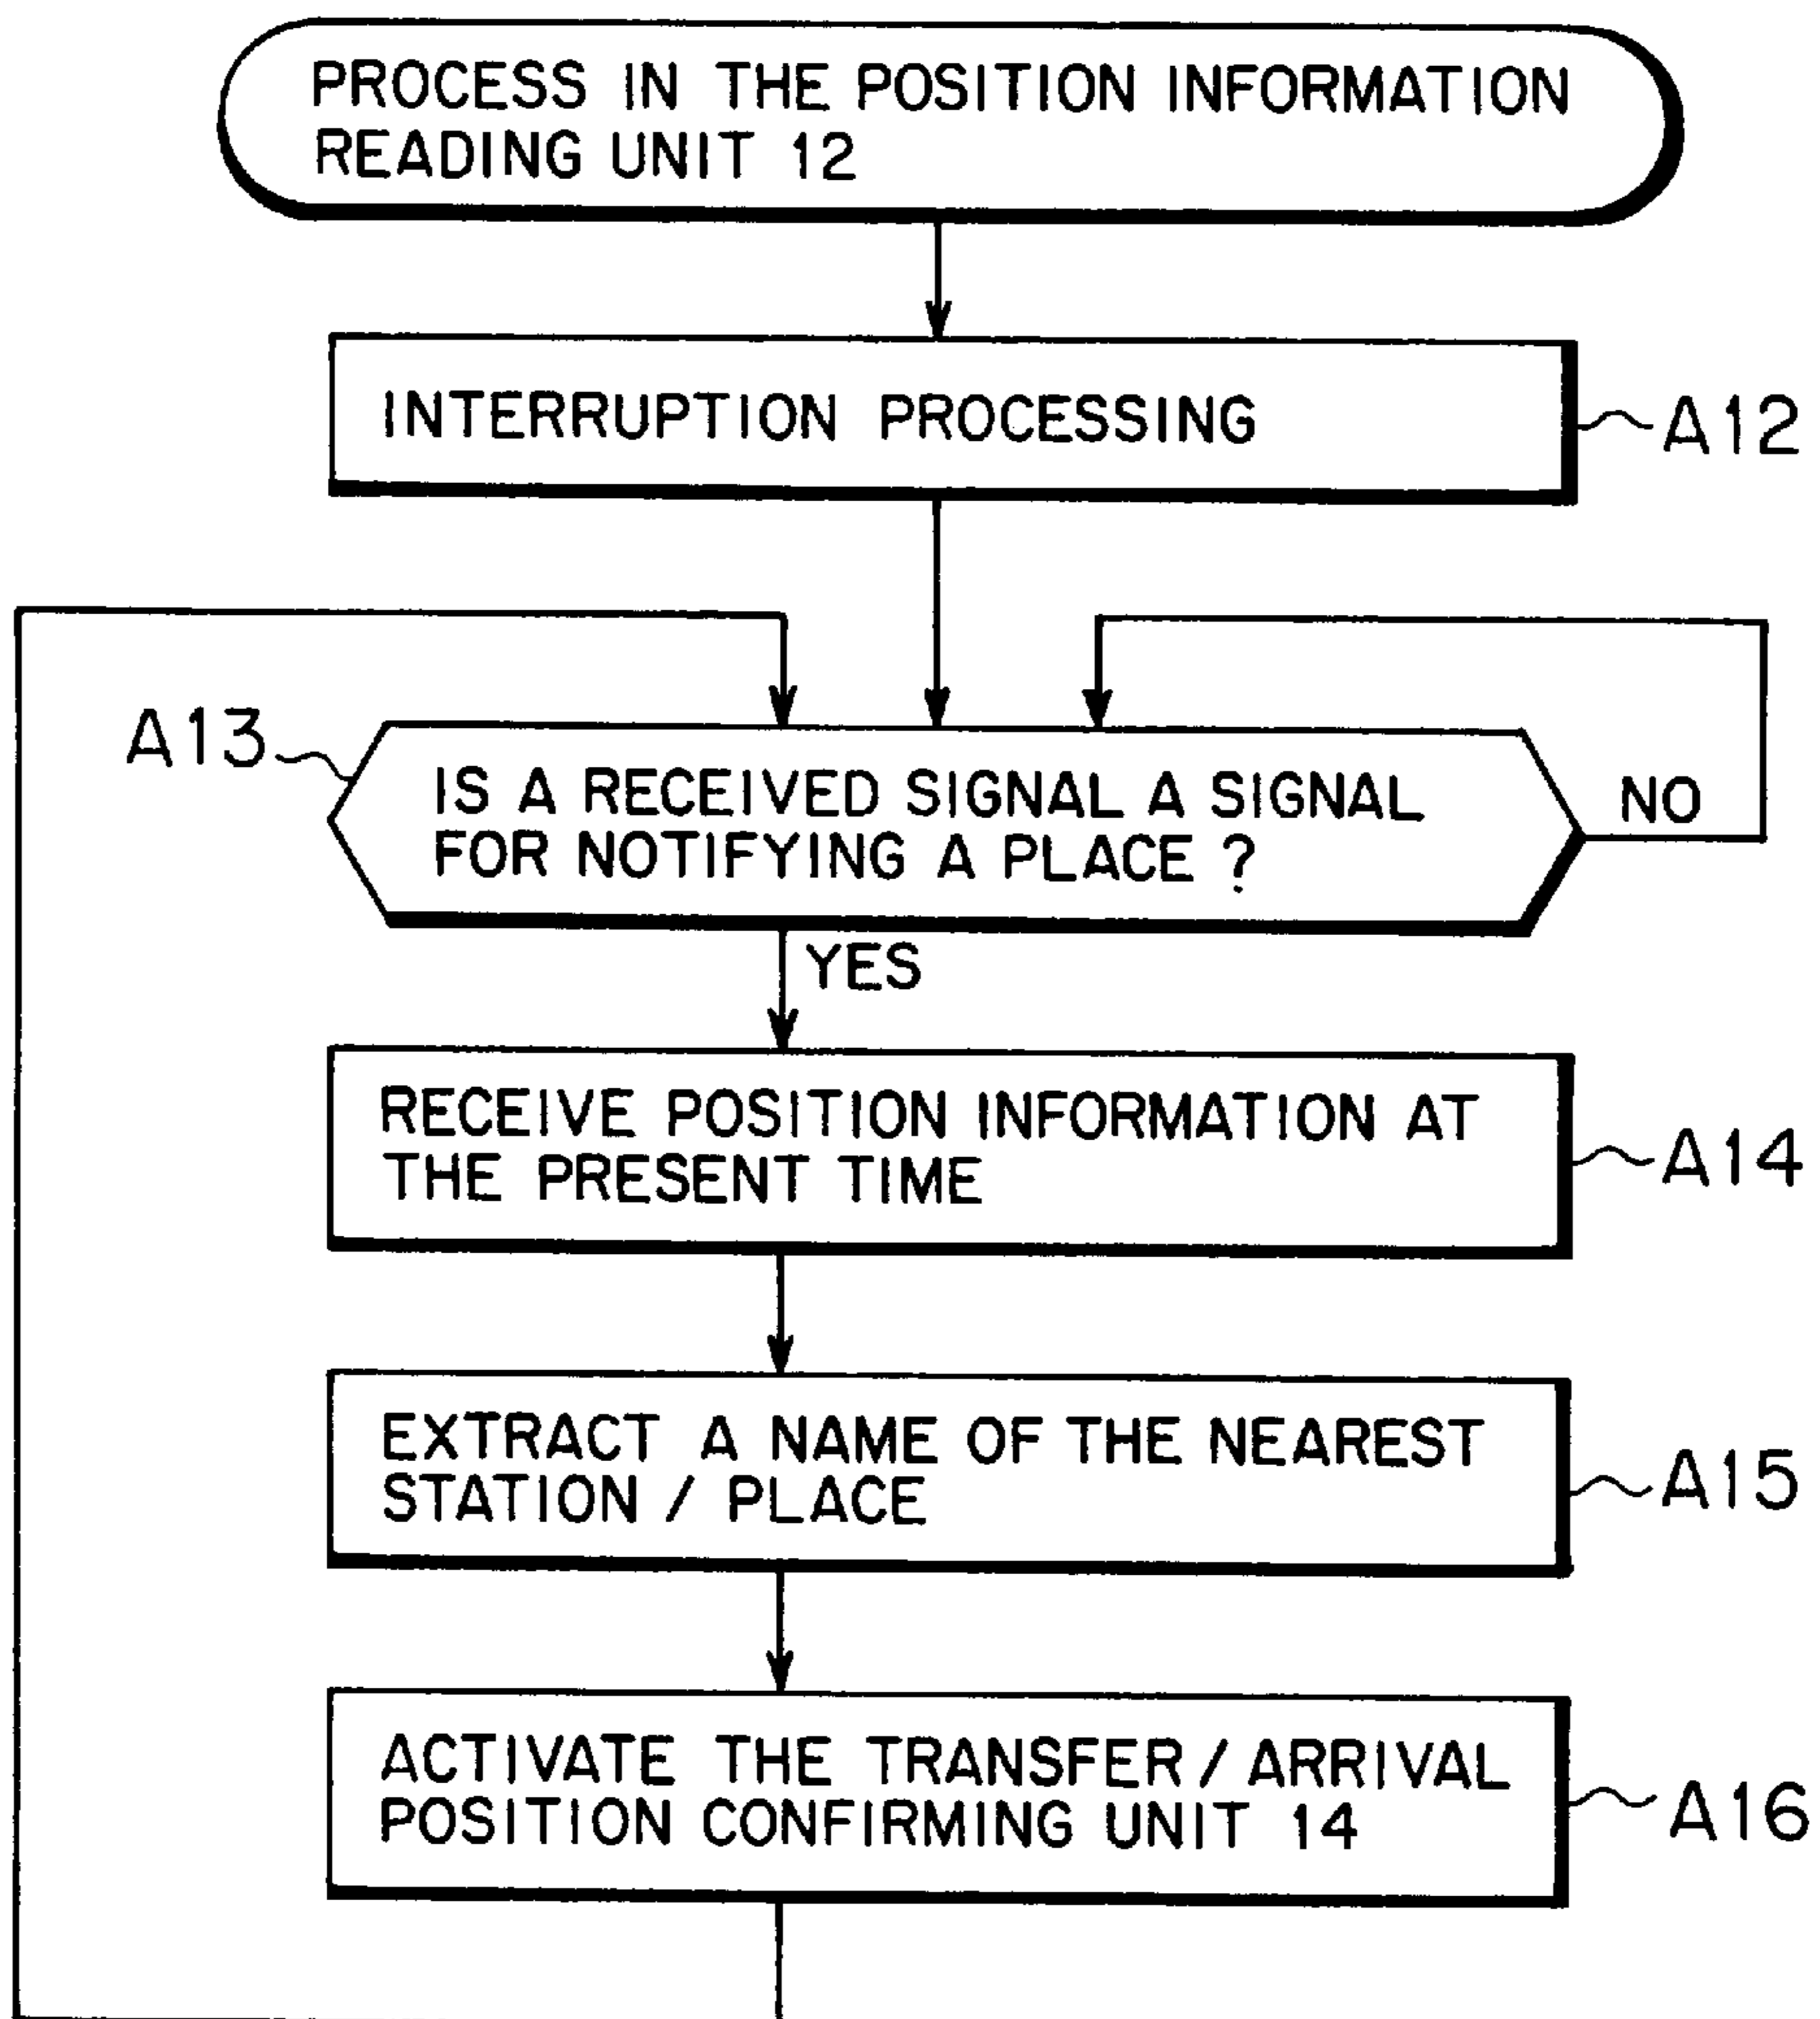 PROCESS IN THE POSITION INFORMATION
READING UNIT 12
INTERRUPTION PROCESSING
A12
A13
IS A RECEIVED SIGNAL A SIGNAL
FOR NOTIFYING A PLACE ?
NO
YES
RECEIVE POSITION INFORMATION AT
THE PRESENT TIME
A14
EXTRACT A NAME OF THE NEAREST
STATION / PLACE
A15
ACTIVATE THE TRANSFER / ARRIVAL
POSITION CONFIRMING UNIT 14
A16